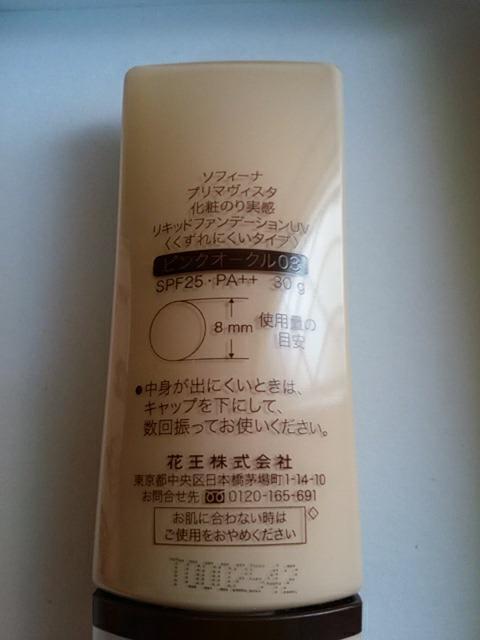 ソフィーナ
プリマヴィスタ
化粧のり実感
リキッドファンデーションUV
〈くずれにくいタイプ〉
ピンクオークル03
SPF25・PA++ 30g
8mm 使用量の
目安
●中身が出にくいときは、
キャップを下にして、
数回振ってお使いください。
花王株式会社
東京都中央区日本橋茅場町1-14-10
お問合せ先 0120-165-691
お肌に合わない時は
ご使用をおやめください
T0002542